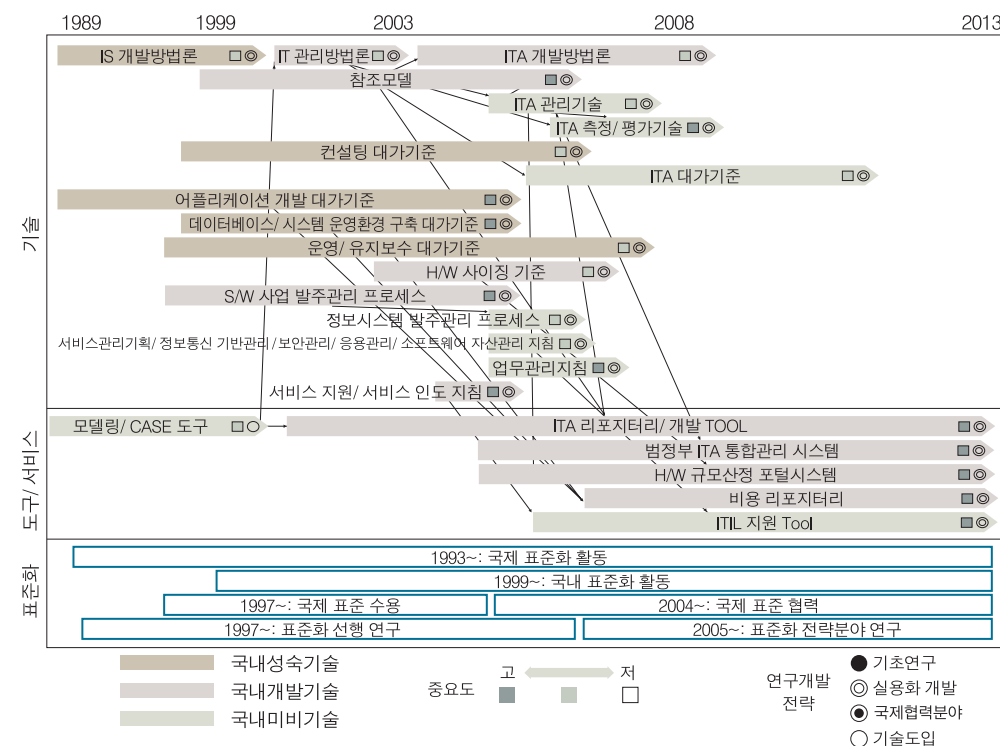 1989 1999 2003 2008 2013
기술
IS 개발방법론 IT 관리방법론 ITA 개발방법론
참조모델
ITA 관리기술
ITA 측정/ 평가기술
컨설팅 대가기준
ITA 대가기준
어플리케이션 개발 대가기준
데이터베이스/ 시스템 운영환경 구축 대가기준
운영/ 유지보수 대가기준
H/W 사이징 기준
S/W 사업 발주관리 프로세스
정보시스템 발주관리 프로세스
서비스관리기획/ 정보통신 기반관리/ 보안관리/ 응용관리/ 소프트웨어 자산관리 지침
업무관리지침
서비스 지원/ 서비스 인도 지침
도구/ 서비스
모델링/ CASE 도구 ITA 리포지터리/ 개발 TOOL
범정부 ITA 통합관리 시스템
H/W 규모산정 포털시스템
비용 리포지터리
ITIL 지원 Tool
표준화
1993~: 국제 표준화 활동
1999~: 국내 표준화 활동
1997~: 국제 표준 수용 2004~: 국제 표준 협력
1997~: 표준화 선행 연구 2005~: 표준화 전략분야 연구
국내성숙기술
국내개발기술
국내미비기술
중요도 고 저
연구개발
전략
기초연구
실용화 개발
국제협력분야
기술도입